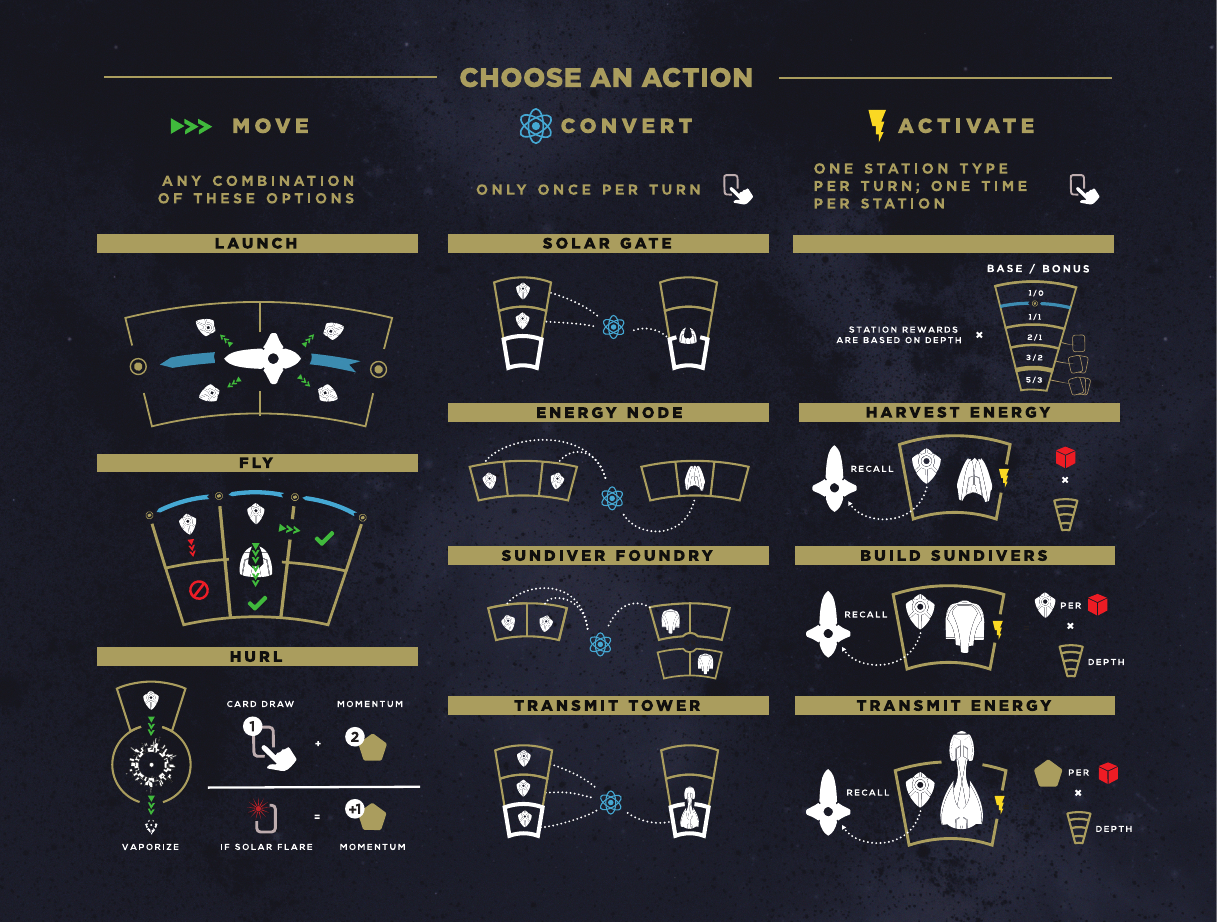 CHOOSE AN ACTION
MOVE
ANY COMBINATION
OF THESE OPTIONS
LAUNCH
FLY
HURL
CARD DRAW
MOMENTUM
1
+
2
=
+1
VAPORIZE
IF SOLAR FLARE
MOMENTUM
CONVERT
ONLY ONCE PER TURN
SOLAR GATE
ENERGY NODE
SUNDIVER FOUNDRY
TRANSMIT TOWER
ACTIVATE
ONE STATION TYPE
PER TURN; ONE TIME
PER STATION
BASE / BONUS
STATION REWARDS
ARE BASED ON DEPTH
×
1/0
1/1
2/1
3/2
5/3
HARVEST ENERGY
RECALL
×
BUILD SUNDIVERS
RECALL
PER
×
DEPTH
TRANSMIT ENERGY
RECALL
PER
×
DEPTH